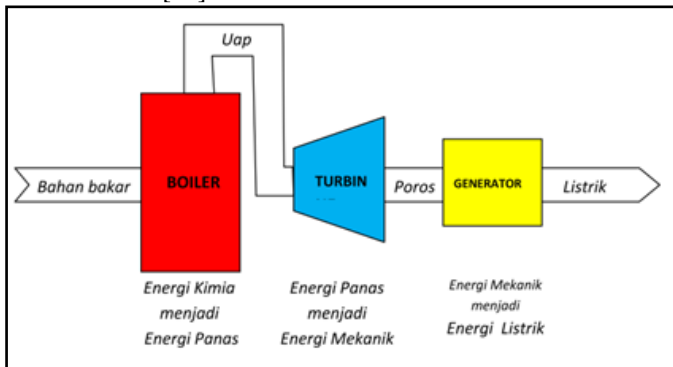 Uap
Bahan bakar
BOILER
TURBIN
Poros
GENERATOR
Listrik
Energi Kimia
menjadi
Energi Panas
Energi Panas
menjadi
Energi Mekanik
Energi Mekanik
menjadi
Energi Listrik